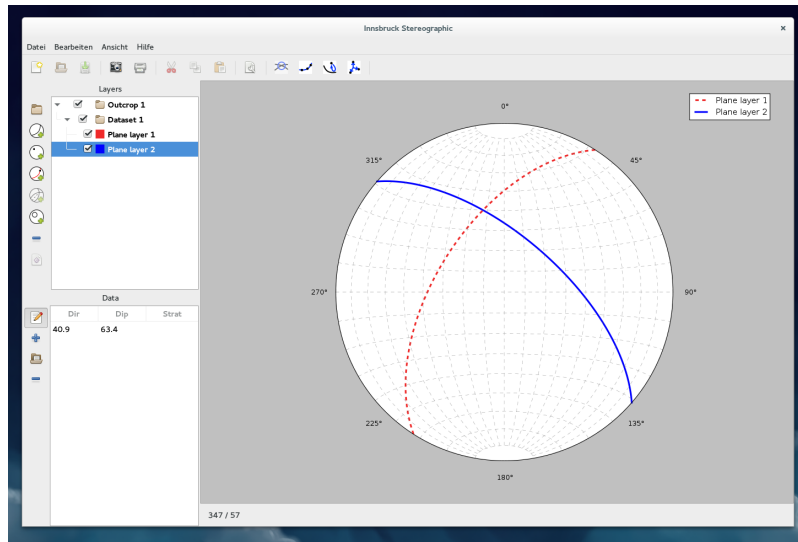 Innsbruck Stereographic
×
Datei Bearbeiten Ansicht Hilfe
Layers
Outcrop 1
Dataset 1
Plane layer 1
Plane layer 2
Data
Dir Dip Strat
40.9 63.4
Plane layer 1
Plane layer 2
0°
315° 45°
270° 90°
225° 135°
180°
347 / 57